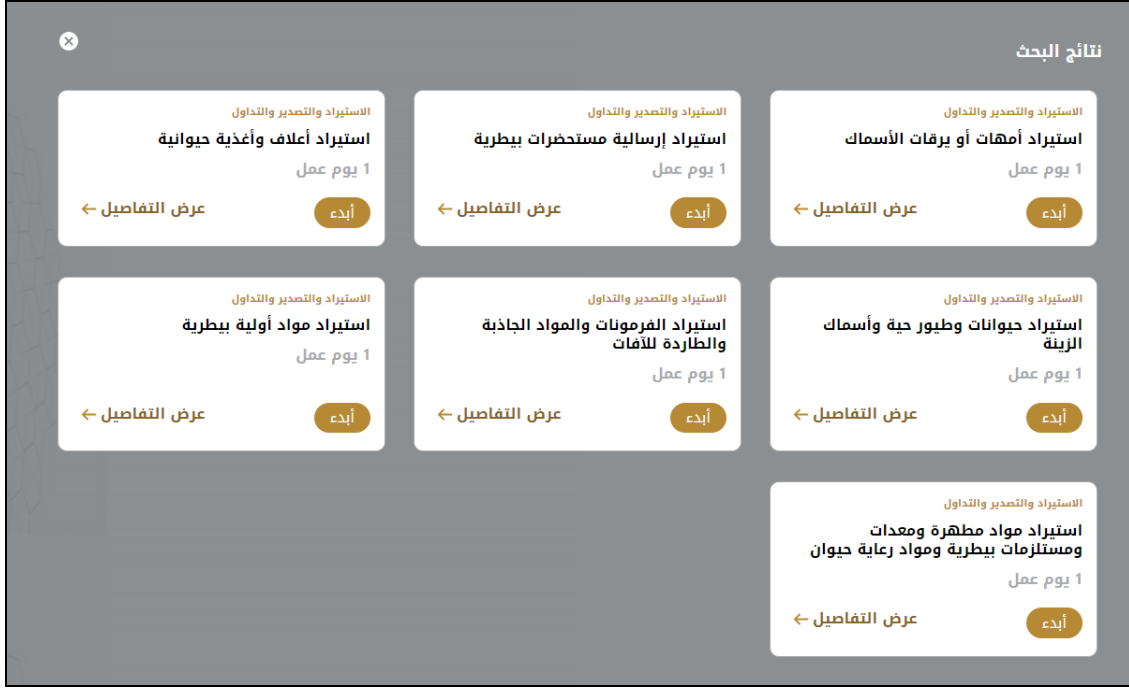 نتائج البحث
الاستيراد والتصدير والتداول
استيراد أمهات أو يرقات الأسماك
1 يوم عمل
أبدء
عرض التفاصيل ←
الاستيراد والتصدير والتداول
استيراد إرسالية مستحضرات بيطرية
1 يوم عمل
أبدء
عرض التفاصيل ←
الاستيراد والتصدير والتداول
استيراد أعلاف وأغذية حيوانية
1 يوم عمل
أبدء
عرض التفاصيل ←
الاستيراد والتصدير والتداول
استيراد حيوانات وطيور حية وأسماك
الزينة
1 يوم عمل
أبدء
عرض التفاصيل ←
الاستيراد والتصدير والتداول
استيراد الفرمونات والمواد الجاذبة
والطاردة للآفات
1 يوم عمل
أبدء
عرض التفاصيل ←
الاستيراد والتصدير والتداول
استيراد مواد أولية بيطرية
1 يوم عمل
أبدء
عرض التفاصيل ←
الاستيراد والتصدير والتداول
استيراد مواد مطهرة ومعدات
ومستلزمات بيطرية ومواد رعاية حيوان
1 يوم عمل
أبدء
عرض التفاصيل ←